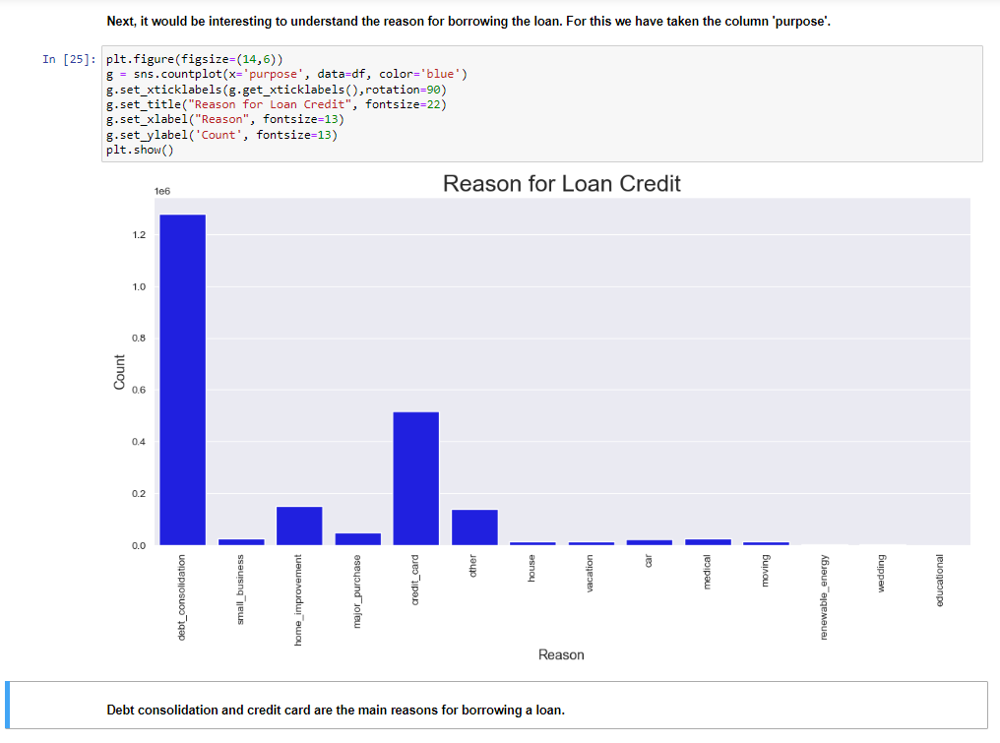 Next, it would be interesting to understand the reason for borrowing the loan. For this we have taken the column 'purpose'.
In [25]: plt.figure(figsize=(14,6))
g = sns.countplot(x='purpose', data=df, color='blue')
g.set_xticklabels(g.get_xticklabels(),rotation=90)
g.set_title("Reason for Loan Credit", fontsize=22)
g.set_xlabel("Reason", fontsize=13)
g.set_ylabel('Count', fontsize=13)
plt.show()
Reason for Loan Credit
1e6
1.2
1.0
0.8
0.6
0.4
0.2
0.0
Count
debt_consolidation
small_business
home_improvement
major_purchase
credit_card
other
house
vacation
car
medical
moving
renewable_energy
wedding
educational
Reason
Debt consolidation and credit card are the main reasons for borrowing a loan.